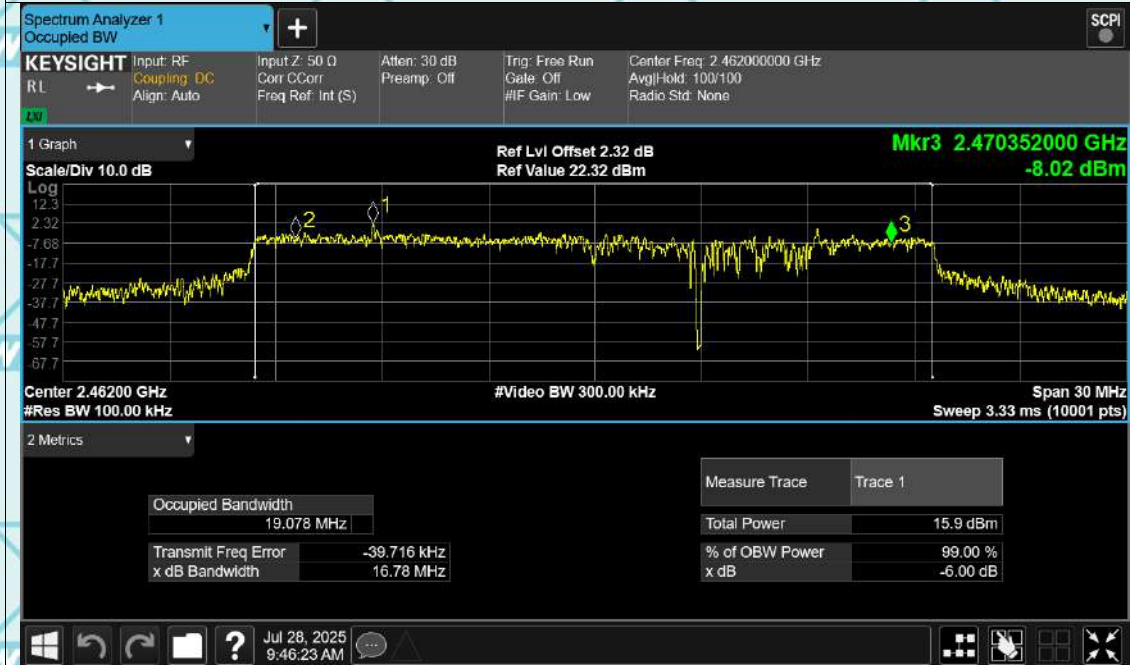 Spectrum Analyzer 1
Occupied BW
+
SCPI
KEYSIGHT
RL
LXI
Input: RF
Coupling: DC
Align: Auto
Input Z: 50 Ω
Corr CCorr
Freq Ref: Int (S)
Atten: 30 dB
Preamp: Off
Trig: Free Run
Gate: Off
#IF Gain: Low
Center Freq: 2.462000000 GHz
Avg|Hold: 100/100
Radio Std: None
1 Graph
Scale/Div 10.0 dB
Ref Lvl Offset 2.32 dB
Ref Value 22.32 dBm
Mkr3 2.470352000 GHz
-8.02 dBm
Log
12.3
2.32
-7.68
-17.7
-27.7
-37.7
-47.7
-57.7
-67.7
2
1
3
Center 2.46200 GHz
#Res BW 100.00 kHz
#Video BW 300.00 kHz
Span 30 MHz
Sweep 3.33 ms (10001 pts)
2 Metrics
Occupied Bandwidth
19.078 MHz
Transmit Freq Error -39.716 kHz
x dB Bandwidth 16.78 MHz
Measure Trace Trace 1
Total Power 15.9 dBm
% of OBW Power 99.00 %
x dB -6.00 dB
?
Jul 28, 2025
9:46:23 AM